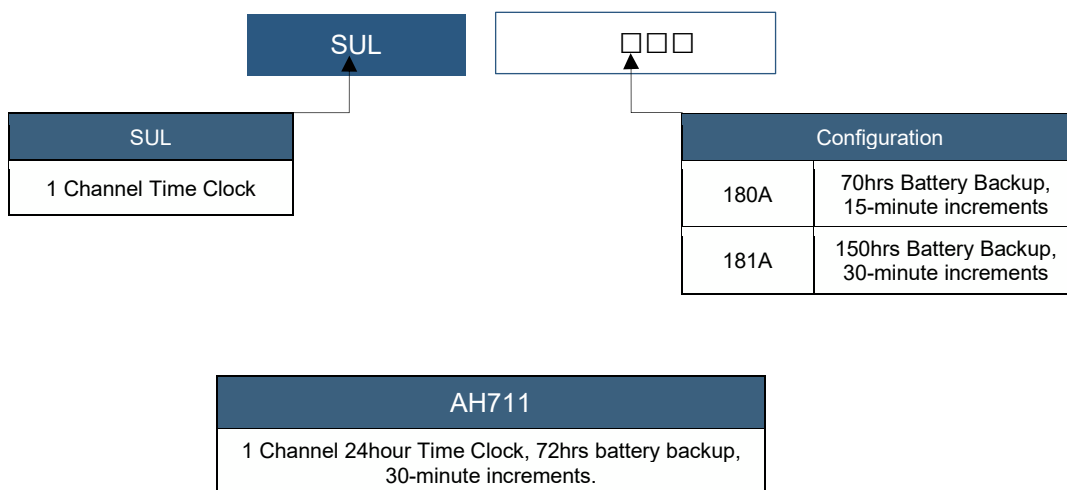 SUL
□□□
SUL
1 Channel Time Clock
Configuration
180A
70hrs Battery Backup,
15-minute increments
181A
150hrs Battery Backup,
30-minute increments
AH711
1 Channel 24hour Time Clock, 72hrs battery backup,
30-minute increments.